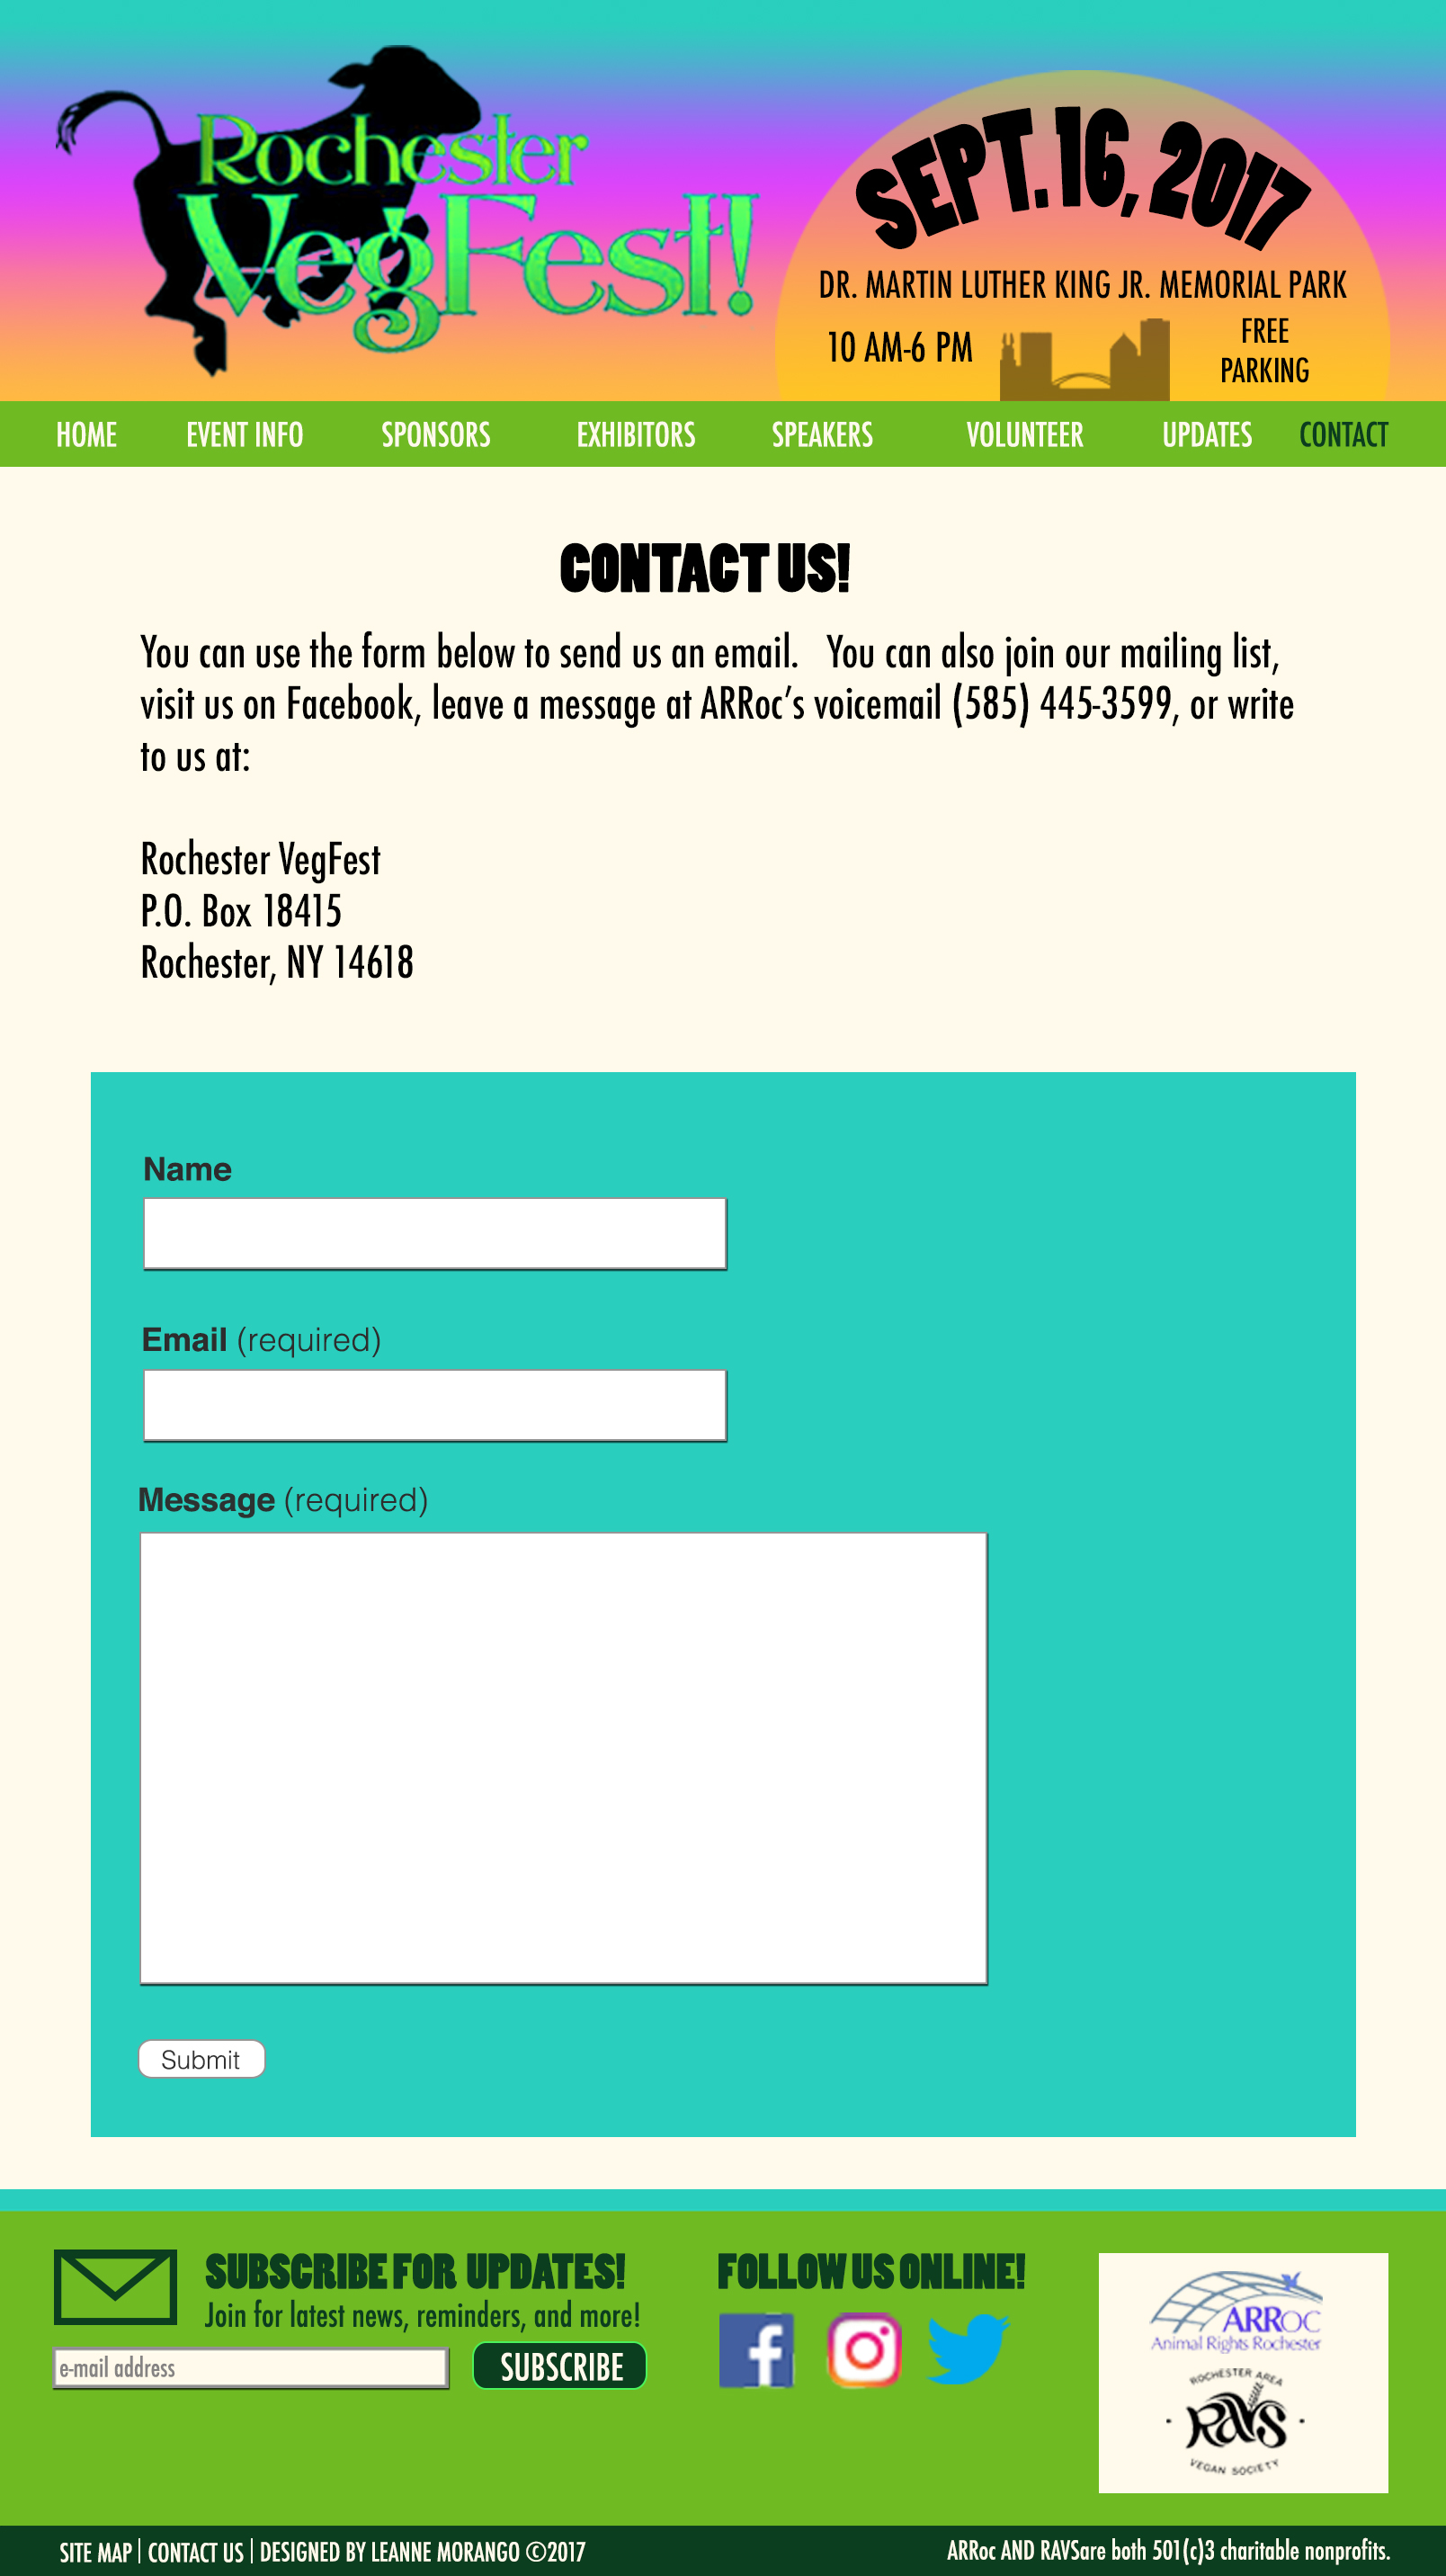 Rochester
VegFest!
SEPT. 16, 2017
DR. MARTIN LUTHER KING JR. MEMORIAL PARK
10 AM-6 PM
FREE
PARKING
HOME EVENT INFO SPONSORS EXHIBITORS SPEAKERS VOLUNTEER UPDATES CONTACT
CONTACT US!
You can use the form below to send us an email. You can also join our mailing list,
visit us on Facebook, leave a message at ARRoc’s voicemail (585) 445-3599, or write
to us at:
Rochester VegFest
P.O. Box 18415
Rochester, NY 14618
Name
Email (required)
Message (required)
Submit
SUBSCRIBE FOR UPDATES!
Join for latest news, reminders, and more!
e-mail address
SUBSCRIBE
FOLLOW US ONLINE!
ARROC
Animal Rights Rochester
ROCHESTER AREA
RAVS
VEGAN SOCIETY
SITE MAP | CONTACT US | DESIGNED BY LEANNE MORANGO ©2017
ARRoc AND RAVSare both 501(c)3 charitable nonprofits.